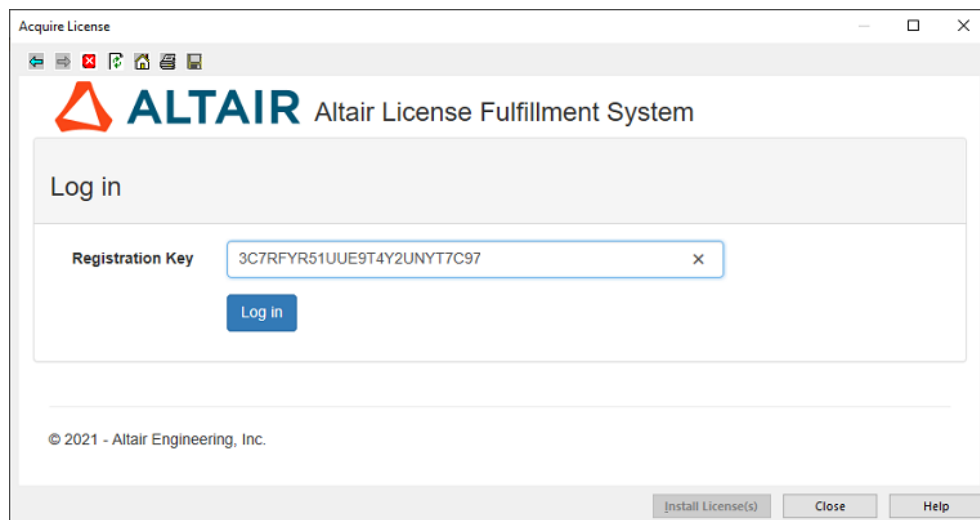 Acquire License
ALTAIR Altair License Fulfillment System
Log in
Registration Key 3C7RFYR51UUE9T4Y2UNYT7C97
Log in
© 2021 - Altair Engineering, Inc.
Install License(s) Close Help